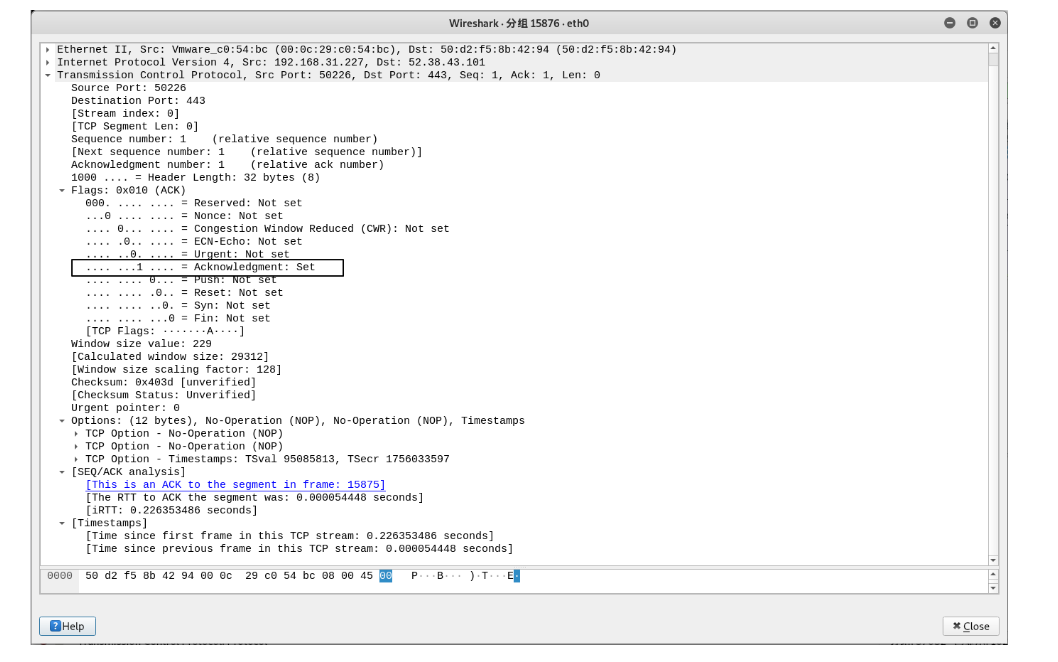 Wireshark · 分组 15876 · eth0
Ethernet II, Src: Vmware_c0:54:bc (00:0c:29:c0:54:bc), Dst: 50:d2:f5:8b:42:94 (50:d2:f5:8b:42:94)
Internet Protocol Version 4, Src: 192.168.31.227, Dst: 52.38.43.101
Transmission Control Protocol, Src Port: 50226, Dst Port: 443, Seq: 1, Ack: 1, Len: 0
Source Port: 50226
Destination Port: 443
[Stream index: 0]
[TCP Segment Len: 0]
Sequence number: 1    (relative sequence number)
[Next sequence number: 1    (relative sequence number)]
Acknowledgment number: 1    (relative ack number)
1000 .... = Header Length: 32 bytes (8)
Flags: 0x010 (ACK)
000. .... .... = Reserved: Not set
...0 .... .... = Nonce: Not set
.... 0... .... = Congestion Window Reduced (CWR): Not set
.... .0.. .... = ECN-Echo: Not set
.... ..0. .... = Urgent: Not set
.... ...1 .... = Acknowledgment: Set
.... .... 0... = Push: Not set
.... .... .0.. = Reset: Not set
.... .... ..0. = Syn: Not set
.... .... ...0 = Fin: Not set
[TCP Flags: ·······A····]
Window size value: 229
[Calculated window size: 29312]
[Window size scaling factor: 128]
Checksum: 0x403d [unverified]
[Checksum Status: Unverified]
Urgent pointer: 0
Options: (12 bytes), No-Operation (NOP), No-Operation (NOP), Timestamps
TCP Option - No-Operation (NOP)
TCP Option - No-Operation (NOP)
TCP Option - Timestamps: TSval 95085813, TSecr 1756033597
[SEQ/ACK analysis]
[This is an ACK to the segment in frame: 15875]
[The RTT to ACK the segment was: 0.000054448 seconds]
[iRTT: 0.226353486 seconds]
[Timestamps]
[Time since first frame in this TCP stream: 0.226353486 seconds]
[Time since previous frame in this TCP stream: 0.000054448 seconds]
0000  50 d2 f5 8b 42 94 00 0c  29 c0 54 bc 08 00 45 00   P···B··· )·T···E·
Help
Close